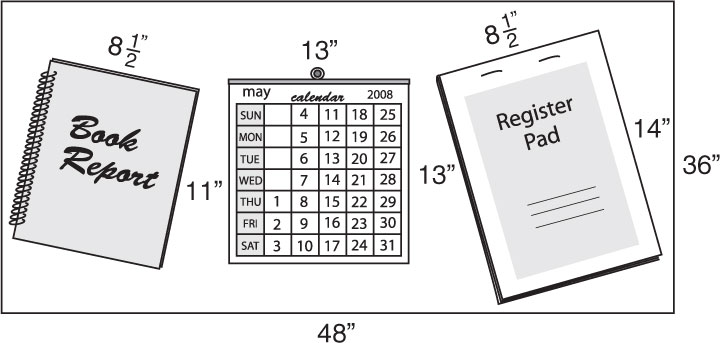 8 1/2”
Book
Report
11”
13”
may calendar 2008
SUN 4 11 18 25
MON 5 12 19 26
TUE 6 13 20 27
WED 7 14 21 28
THU 1 8 15 22 29
FRI 2 9 16 23 30
SAT 3 10 17 24 31
13”
8 1/2”
Register
Pad
14”
36”
48”